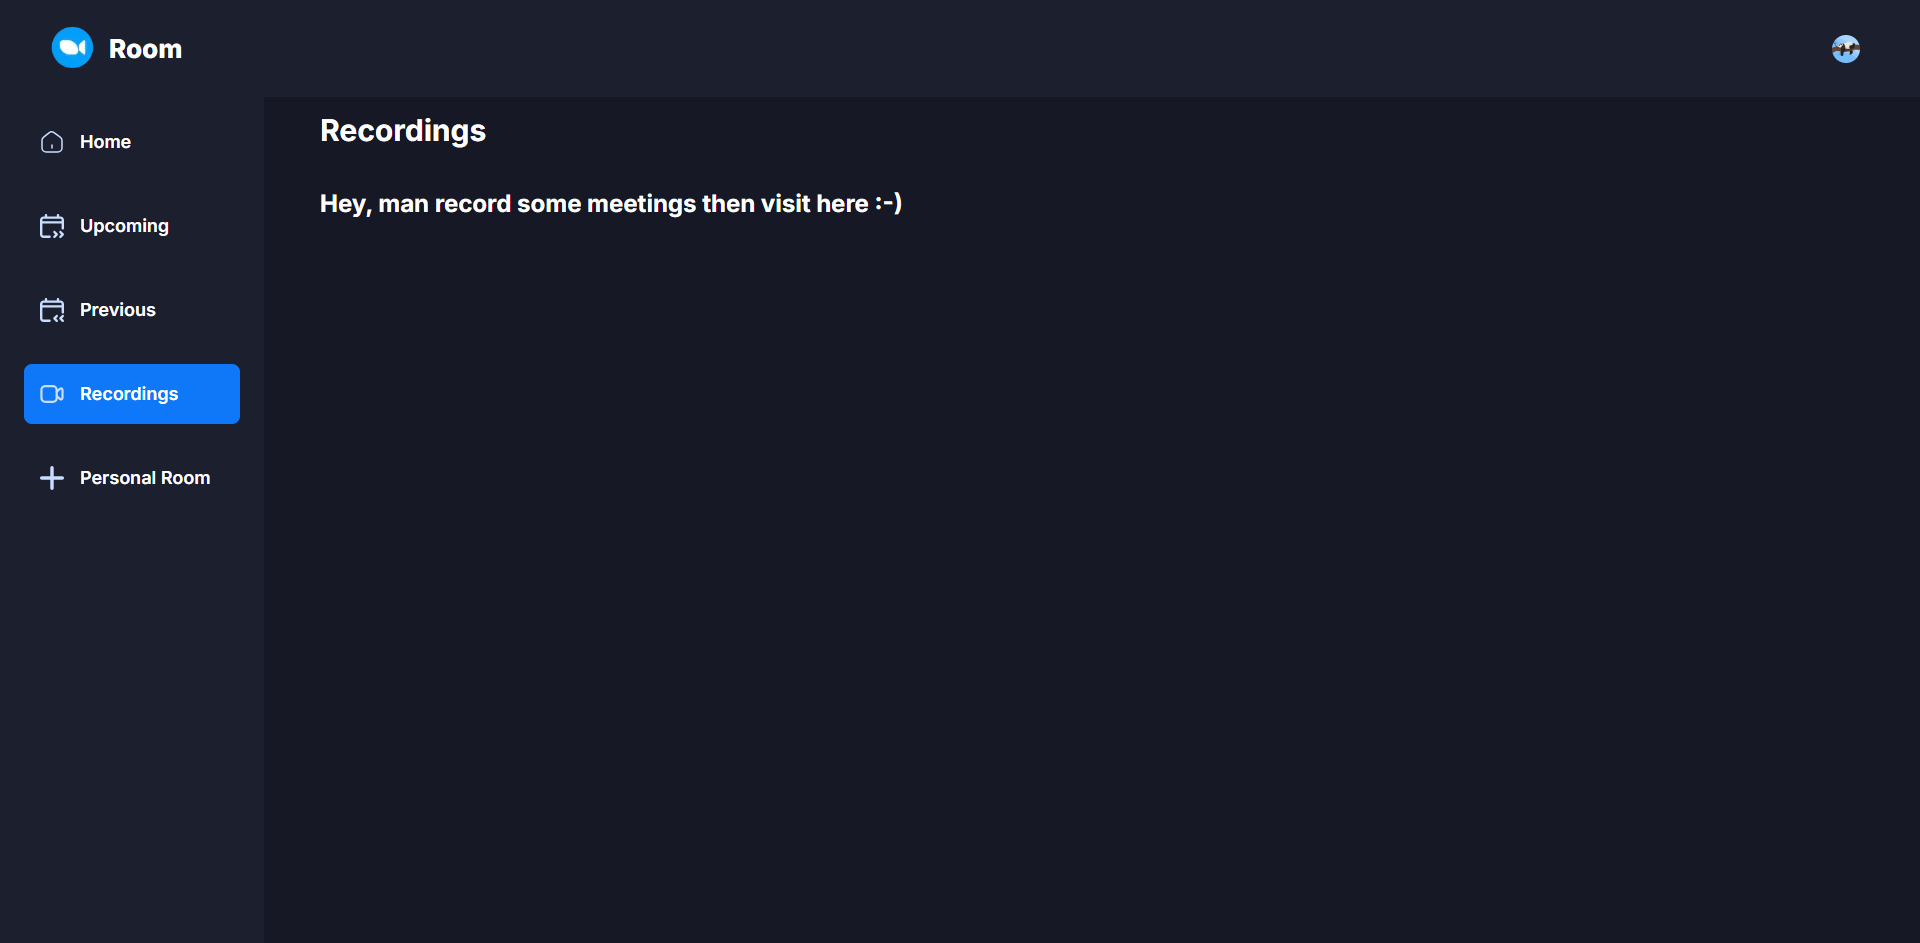 Room
Home
Upcoming
Previous
Recordings
Personal Room
Recordings
Hey, man record some meetings then visit here :-)